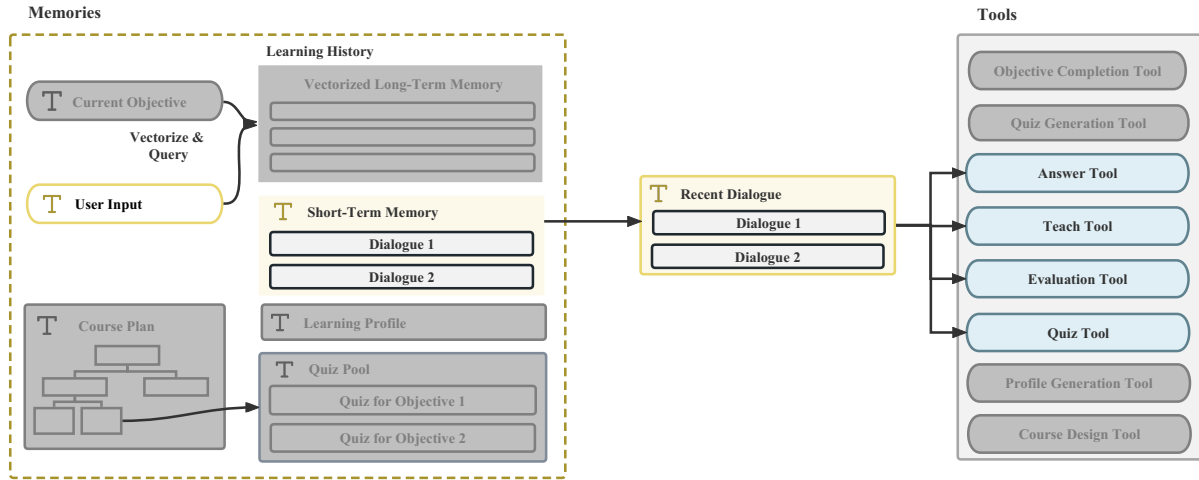 Memories
Tools
Learning History
Vectorized Long-Term Memory
T Current Objective
Vectorize &
Query
T User Input
T Short-Term Memory
Dialogue 1
Dialogue 2
T Course Plan
T Learning Profile
T Quiz Pool
Quiz for Objective 1
Quiz for Objective 2
T Recent Dialogue
Dialogue 1
Dialogue 2
Objective Completion Tool
Quiz Generation Tool
Answer Tool
Teach Tool
Evaluation Tool
Quiz Tool
Profile Generation Tool
Course Design Tool